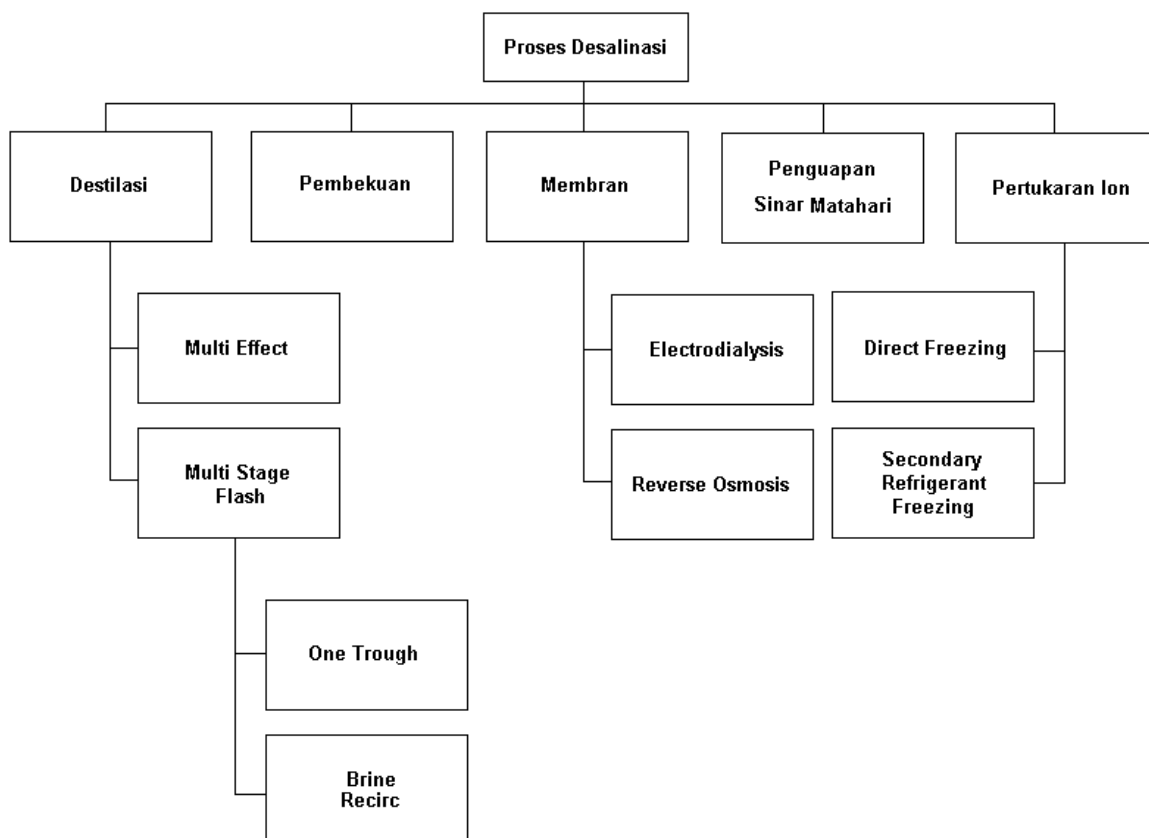 Proses Desalinasi
Destilasi
Pembekuan
Membran
Penguapan
Sinar Matahari
Pertukaran Ion
Multi Effect
Electrodialysis
Direct Freezing
Multi Stage
Flash
Reverse Osmosis
Secondary
Refrigerant
Freezing
One Trough
Brine
Recirc